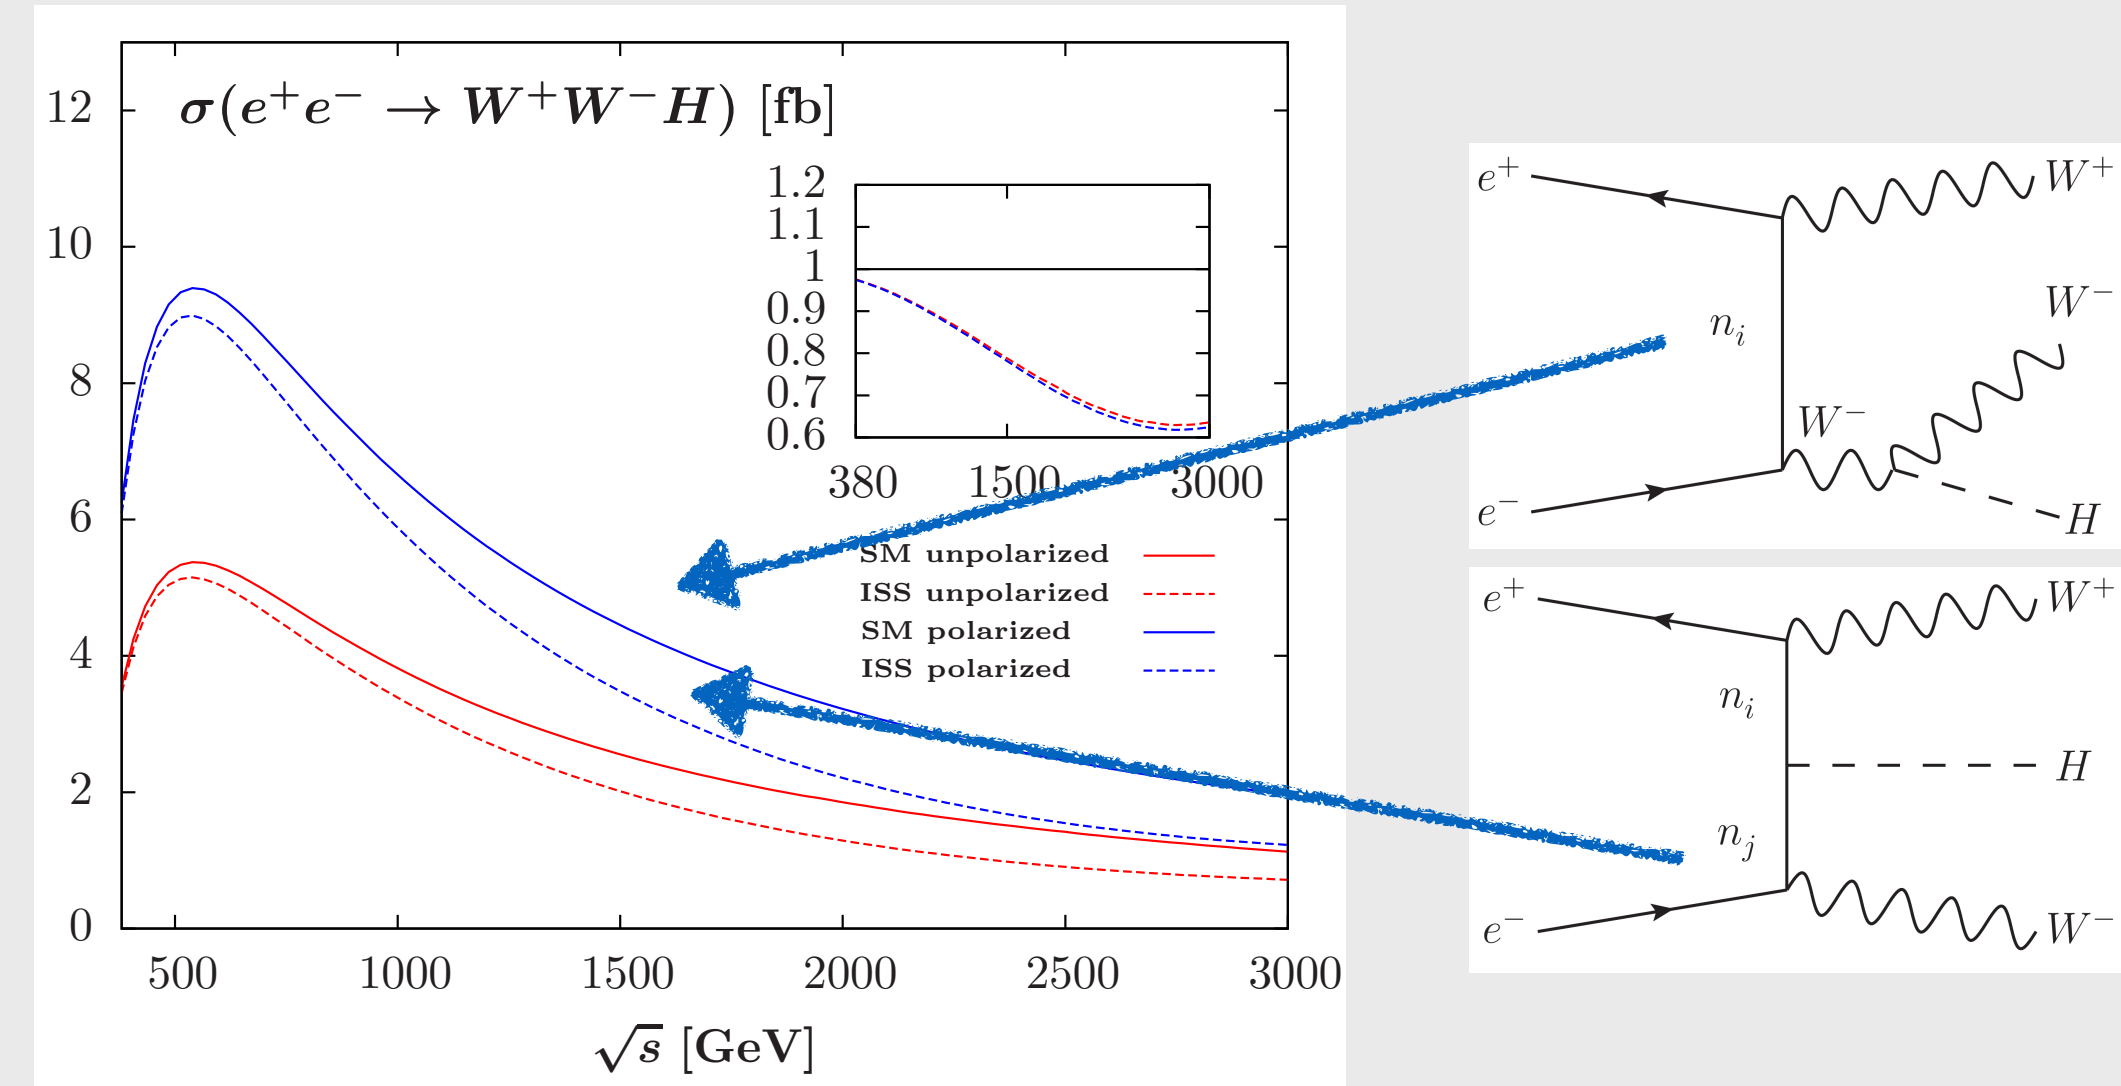 σ(e⁺e⁻ → W⁺W⁻H) [fb]
12
10
8
6
4
2
0
500 1000 1500 2000 2500 3000
√s [GeV]
1.2
1.1
1
0.9
0.8
0.7
0.6
380 1500 3000
SM unpolarized
ISS unpolarized
SM polarized
ISS polarized
e⁺
W⁺
W⁻
nᵢ
W⁻
e⁻
H
e⁺
W⁺
nᵢ
H
nⱼ
e⁻
W⁻